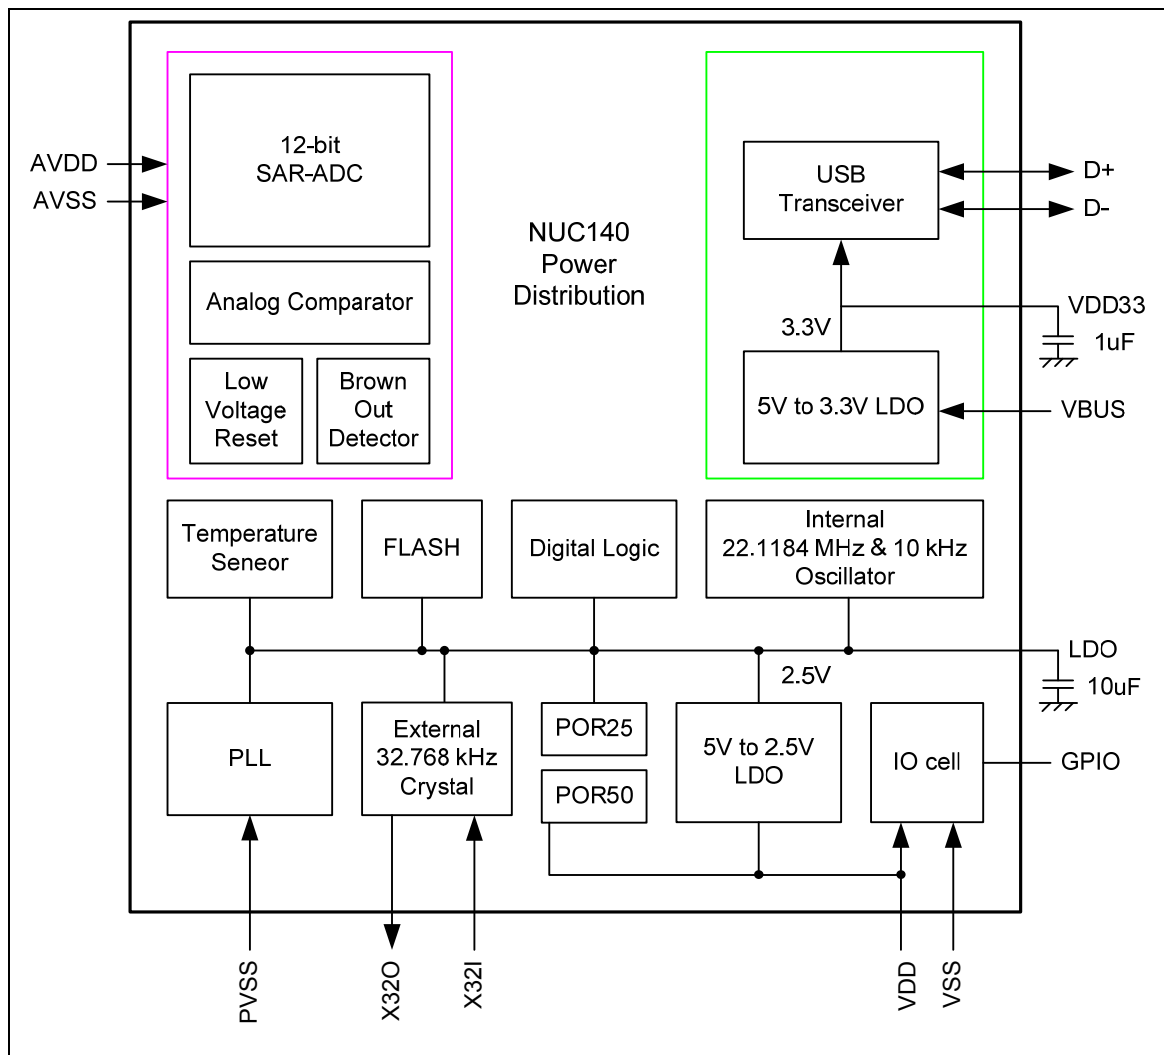 12-bit
SAR-ADC
AVDD
AVSS
Analog Comparator
Low
Voltage
Reset
Brown
Out
Detector
NUC140
Power
Distribution
USB
Transceiver
D+
D-
3.3V
VDD33
1uF
5V to 3.3V LDO
VBUS
Temperature
Seneor
FLASH
Digital Logic
Internal
22.1184 MHz & 10 kHz
Oscillator
2.5V
LDO
10uF
PLL
External
32.768 kHz
Crystal
POR25
POR50
5V to 2.5V
LDO
IO cell
GPIO
PVSS
X32O
X32I
VDD
VSS